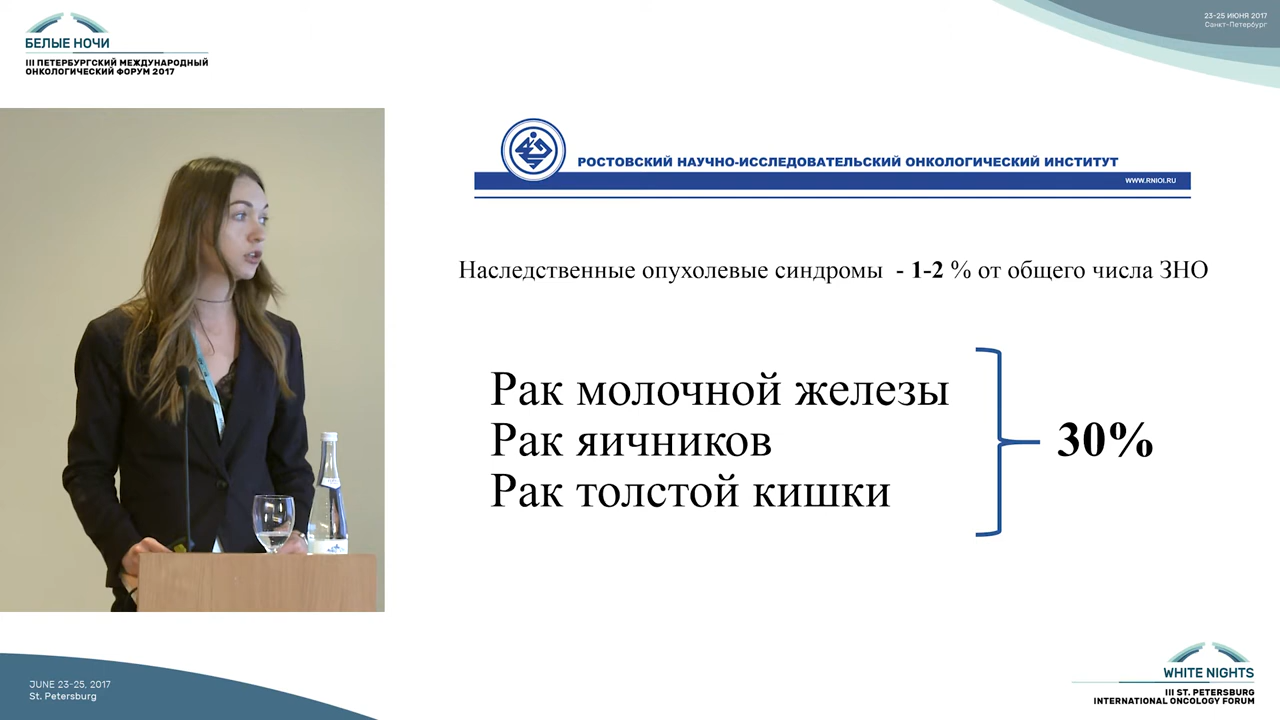 БЕЛЫЕ НОЧИ
III ПЕТЕРБУРГСКИЙ МЕЖДУНАРОДНЫЙ
ОНКОЛОГИЧЕСКИЙ ФОРУМ 2017
23-25 ИЮНЯ 2017
Санкт-Петербург
РОСТОВСКИЙ НАУЧНО-ИССЛЕДОВАТЕЛЬСКИЙ ОНКОЛОГИЧЕСКИЙ ИНСТИТУТ
WWW.RNIOI.RU
Наследственные опухолевые синдромы - 1-2 % от общего числа ЗНО
Рак молочной железы
Рак яичников
Рак толстой кишки
30%
JUNE 23-25, 2017
St. Petersburg
WHITE NIGHTS
III ST. PETERSBURG
INTERNATIONAL ONCOLOGY FORUM